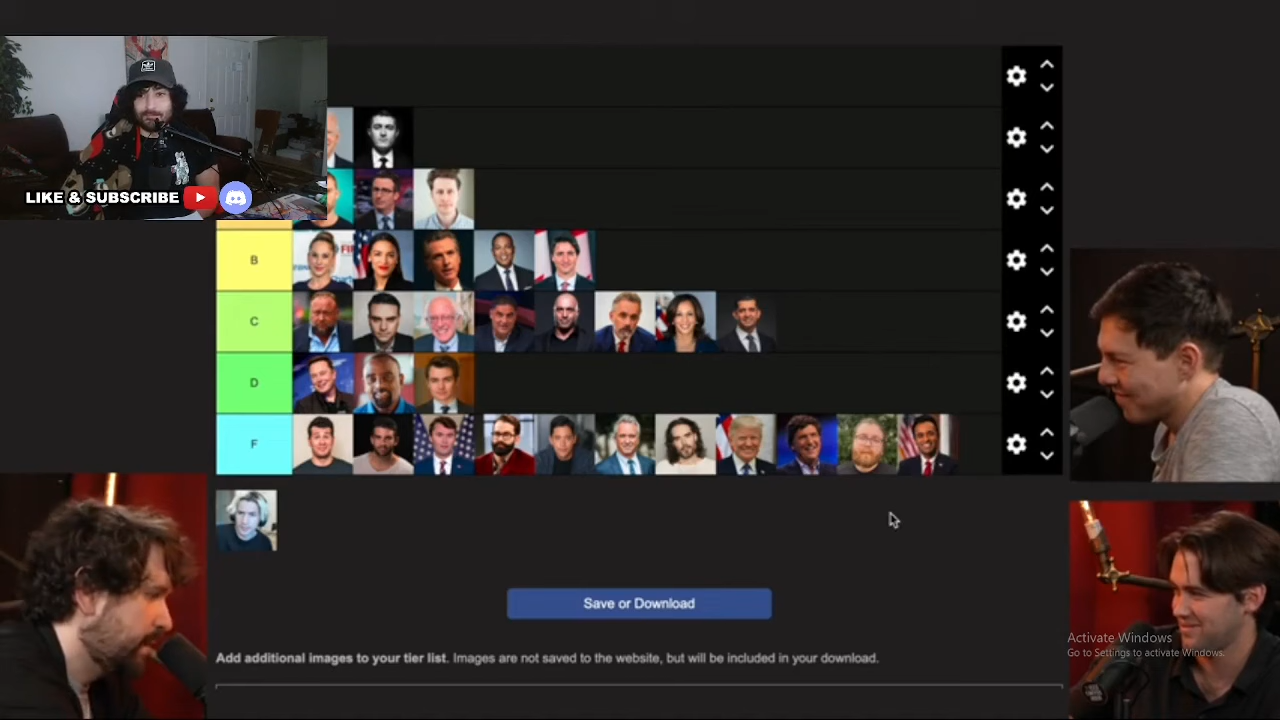 LIKE & SUBSCRIBE
B
C
D
F
Save or Download
Add additional images to your tier list. Images are not saved to the website, but will be included in your download.
Activate Windows
Go to Settings to activate Windows.